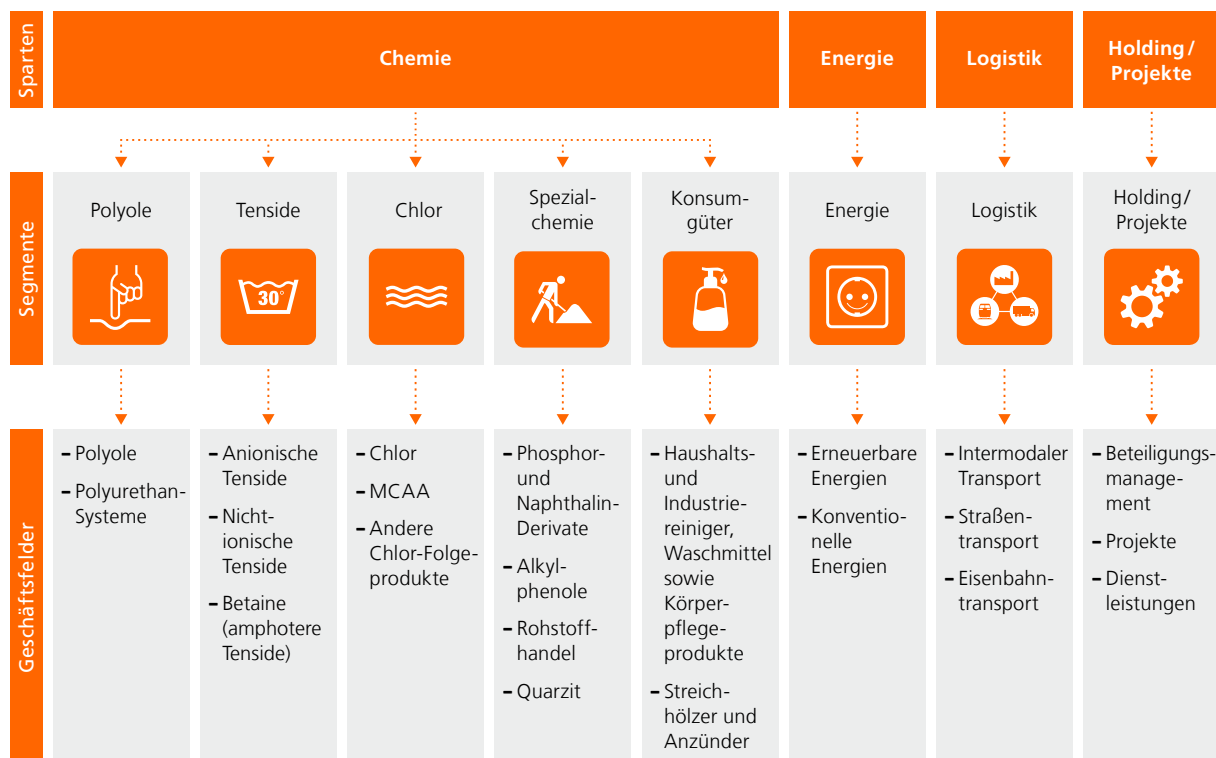 Sparten
Chemie
Energie
Logistik
Holding/
Projekte
Segmente
Polyole
Tenside
30°
Chlor
Spezial-
chemie
Konsum-
güter
Energie
Logistik
Holding/
Projekte
Geschäftsfelder
– Polyole
– Polyurethan-
Systeme
– Anionische
Tenside
– Nicht-
ionische
Tenside
– Betaine
(amphotere
Tenside)
– Chlor
– MCAA
– Andere
Chlor-Folge-
produkte
– Phosphor-
und
Naphthalin-
Derivate
– Alkyl-
phenole
– Rohstoff-
handel
– Quarzit
– Haushalts-
und
Industrie-
reiniger,
Waschmittel
sowie
Körper-
pflege-
produkte
– Streich-
hölzer und
Anzünder
– Erneuerbare
Energien
– Konventio-
nelle
Energien
– Intermodaler
Transport
– Straßen-
transport
– Eisenbahn-
transport
– Beteiligungs-
manage-
ment
– Projekte
– Dienst-
leistungen